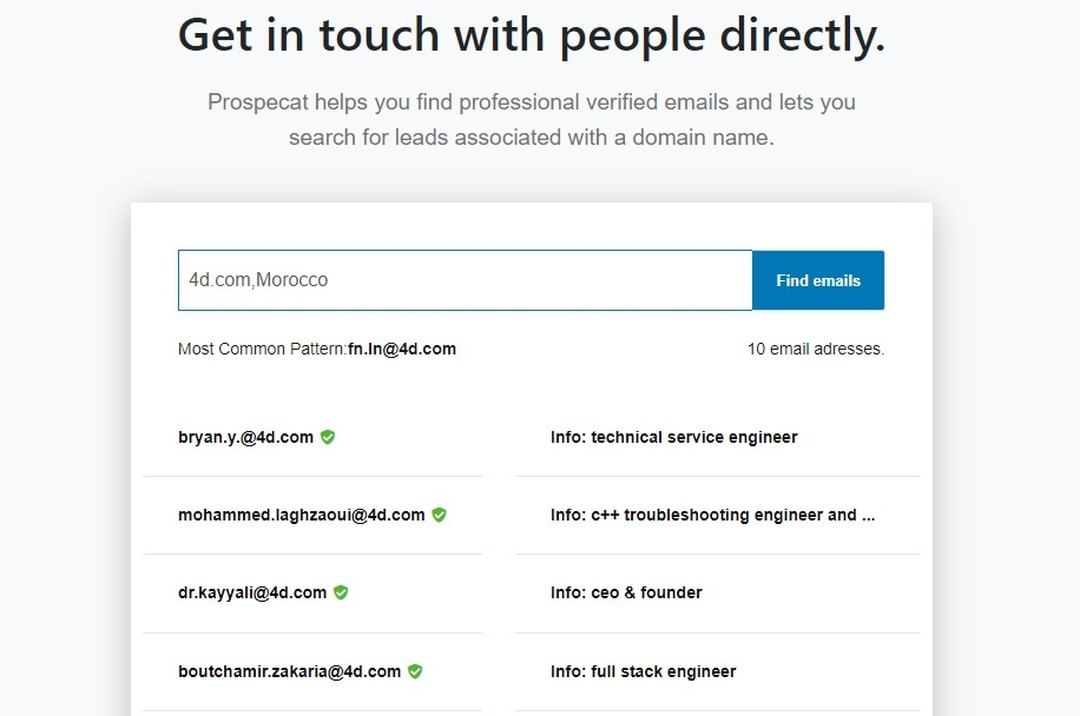 Get in touch with people directly.
Prospecat helps you find professional verified emails and lets you
search for leads associated with a domain name.
4d.com,Morocco
Find emails
Most Common Pattern:fn.ln@4d.com
10 email adresses.
bryan.y.@4d.com
Info: technical service engineer
mohammed.laghzaoui@4d.com
Info: c++ troubleshooting engineer and ...
dr.kayyali@4d.com
Info: ceo & founder
boutchamir.zakaria@4d.com
Info: full stack engineer